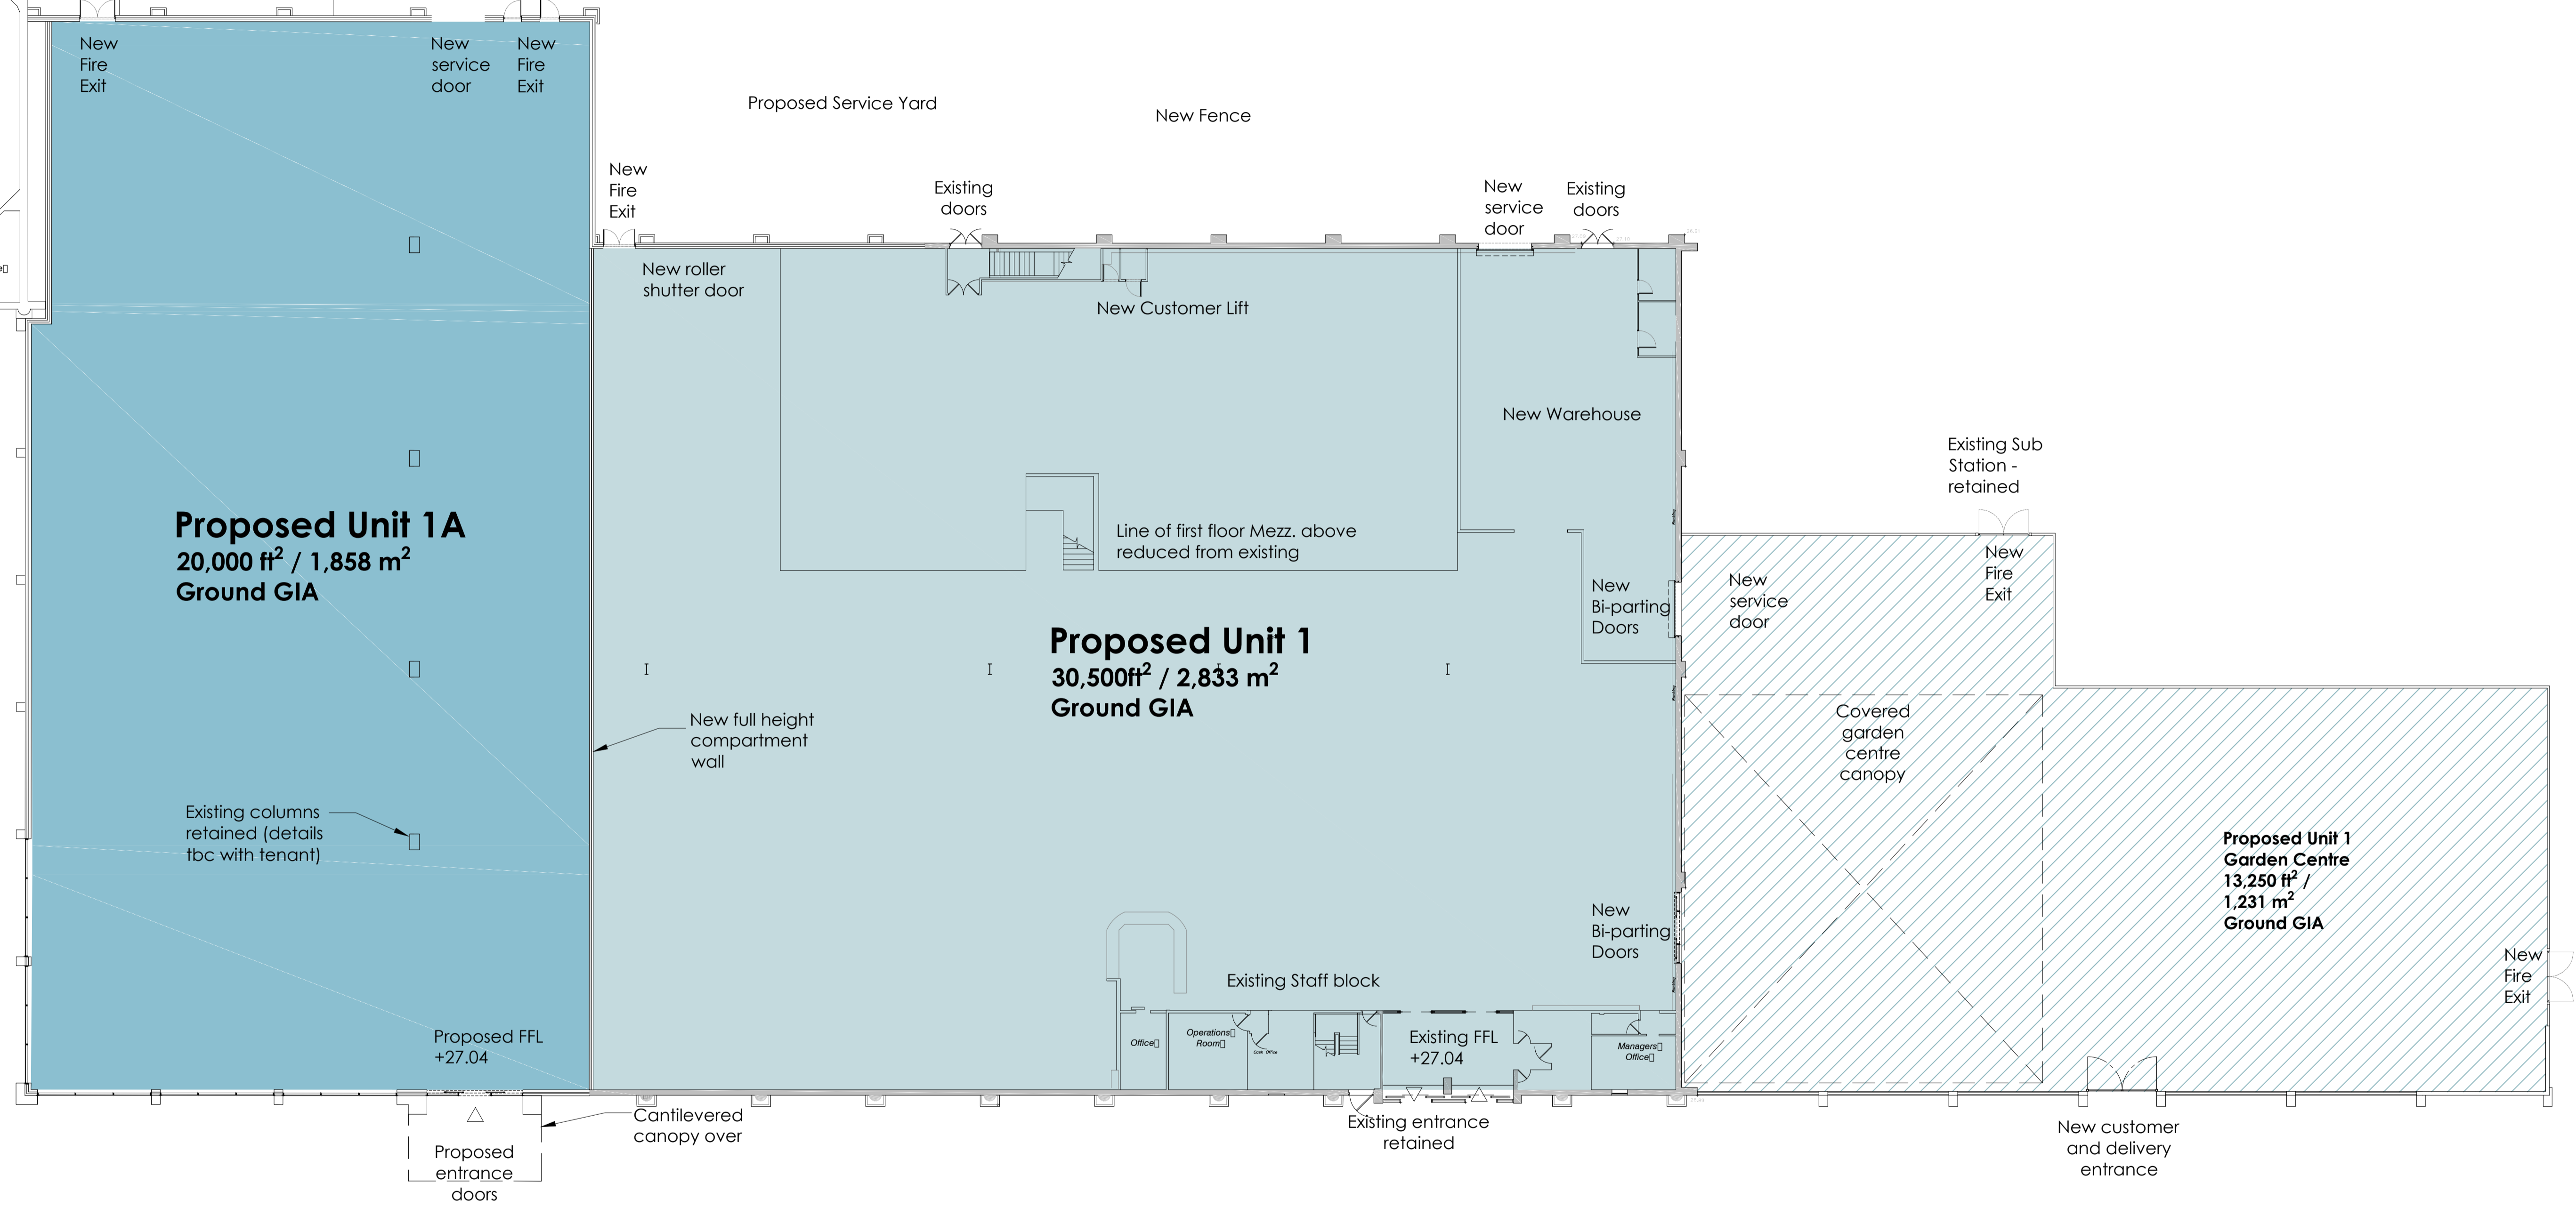 New
Fire
Exit
New
service
door
New
Fire
Exit
Proposed Service Yard
New Fence
New
Fire
Exit
Existing
doors
New
service
door
Existing
doors
New roller
shutter door
New Customer Lift
New Warehouse
Existing Sub
Station -
retained
Proposed Unit 1A
20,000 ft² / 1,858 m²
Ground GIA
Line of first floor Mezz. above
reduced from existing
New
Bi-parting
Doors
New
service
door
New
Fire
Exit
Proposed Unit 1
30,500ft² / 2,833 m²
Ground GIA
New full height
compartment
wall
Covered
garden
centre
canopy
Existing columns
retained (details
tbc with tenant)
Proposed Unit 1
Garden Centre
13,250 ft² /
1,231 m²
Ground GIA
New
Bi-parting
Doors
New
Fire
Exit
Existing Staff block
Proposed FFL
+27.04
Office
Operations
Room
Cash Office
Existing FFL
+27.04
Managers
Office
Cantilevered
canopy over
Existing entrance
retained
Proposed
entrance
doors
New customer
and delivery
entrance